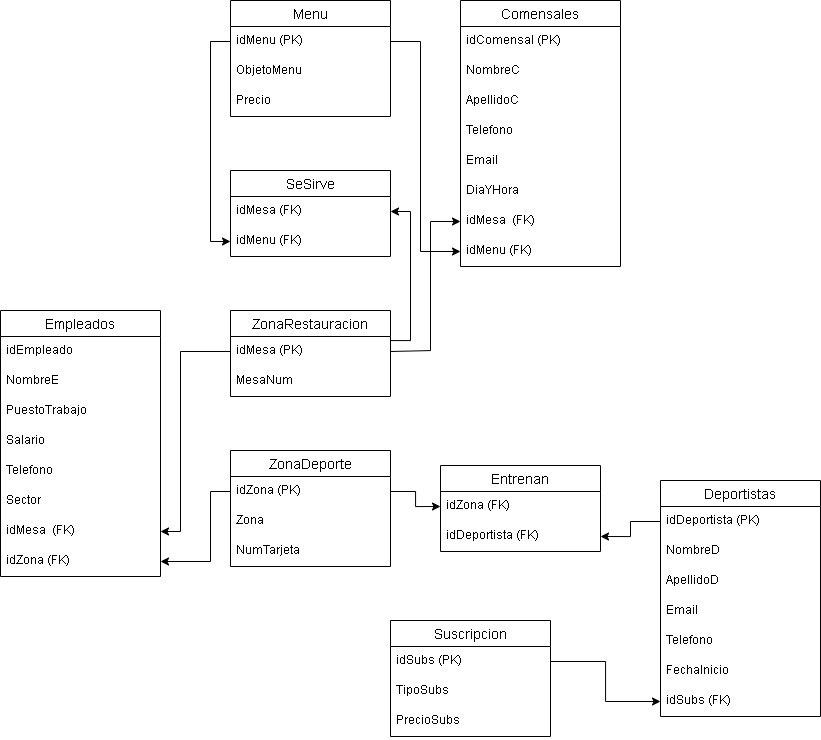 Menu
idMenu (PK)
ObjetoMenu
Precio
Comensales
idComensal (PK)
NombreC
ApellidoC
Telefono
Email
DiaYHora
idMesa  (FK)
idMenu (FK)
SeSirve
idMesa (FK)
idMenu (FK)
Empleados
idEmpleado
NombreE
PuestoTrabajo
Salario
Telefono
Sector
idMesa  (FK)
idZona (FK)
ZonaRestauracion
idMesa (PK)
MesaNum
ZonaDeporte
idZona (PK)
Zona
NumTarjeta
Entrenan
idZona (FK)
idDeportista (FK)
Deportistas
idDeportista (PK)
NombreD
ApellidoD
Email
Telefono
FechaInicio
idSubs (FK)
Suscripcion
idSubs (PK)
TipoSubs
PrecioSubs